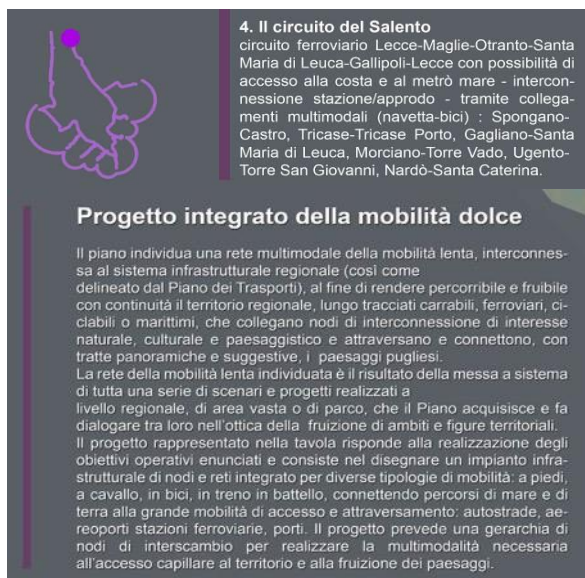 4. Il circuito del Salento
circuito ferroviario Lecce-Maglie-Otranto-Santa
Maria di Leuca-Gallipoli-Lecce con possibilità di
accesso alla costa e al metrò mare - intercon-
nessione stazione/approdo - tramite collega-
menti multimodali (navetta-bici) : Spongano-
Castro, Tricase-Tricase Porto, Gagliano-Santa
Maria di Leuca, Morciano-Torre Vado, Ugento-
Torre San Giovanni, Nardò-Santa Caterina.
Progetto integrato della mobilità dolce
Il piano individua una rete multimodale della mobilità lenta, interconnes-
sa al sistema infrastrutturale regionale (così come
delineato dal Piano dei Trasporti), al fine di rendere percorribile e fruibile
con continuità il territorio regionale, lungo tracciati carrabili, ferroviari, ci-
clabili o marittimi, che collegano nodi di interconnessione di interesse
naturale, culturale e paesaggistico e attraversano e connettono, con
tratte panoramiche e suggestive, i paesaggi pugliesi.
La rete della mobilità lenta individuata è il risultato della messa a sistema
di tutta una serie di scenari e progetti realizzati a
livello regionale, di area vasta o di parco, che il Piano acquisisce e fa
dialogare tra loro nell'ottica della fruizione di ambiti e figure territoriali.
Il progetto rappresentato nella tavola risponde alla realizzazione degli
obiettivi operativi enunciati e consiste nel disegnare un impianto infra-
strutturale di nodi e reti integrato per diverse tipologie di mobilità: a piedi,
a cavallo, in bici, in treno in battello, connettendo percorsi di mare e di
terra alla grande mobilità di accesso e attraversamento: autostrade, ae-
reoporti stazioni ferroviarie, porti. Il progetto prevede una gerarchia di
nodi di interscambio per realizzare la multimodalità necessaria
all'accesso capillare al territorio e alla fruizione dei paesaggi.